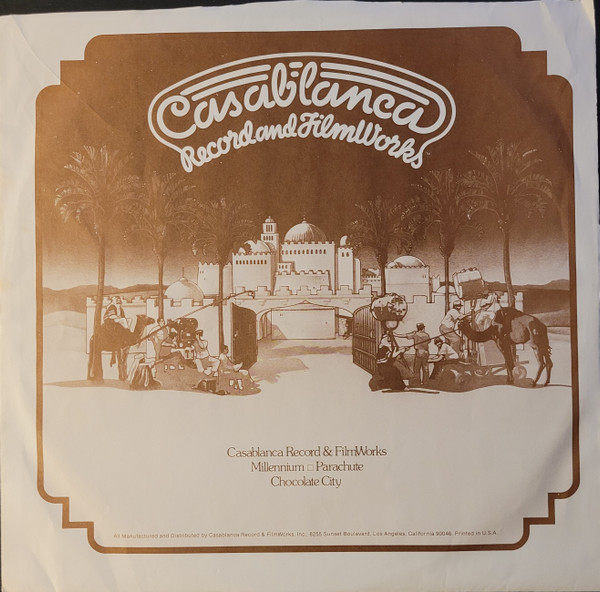 Casablanca
Record and FilmWorks
Casablanca Record & FilmWorks
Millennium □ Parachute
Chocolate City
All Manufactured and Distributed by Casablanca Record & FilmWorks, Inc., 8255 Sunset Boulevard, Los Angeles, California 90046, Printed in U.S.A.